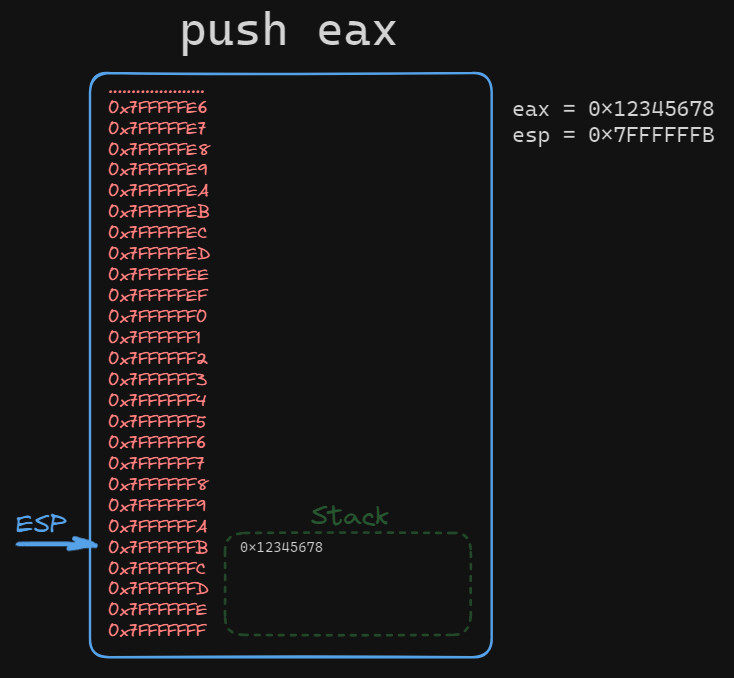 push eax
.....................
0x7FFFFFE6
0x7FFFFFE7
0x7FFFFFE8
0x7FFFFFE9
0x7FFFFFEA
0x7FFFFFEB
0x7FFFFFEC
0x7FFFFFED
0x7FFFFFEE
0x7FFFFFEF
0x7FFFFFF0
0x7FFFFFF1
0x7FFFFFF2
0x7FFFFFF3
0x7FFFFFF4
0x7FFFFFF5
0x7FFFFFF6
0x7FFFFFF7
0x7FFFFFF8
0x7FFFFFF9
0x7FFFFFFA
0x7FFFFFFB
0x7FFFFFFC
0x7FFFFFFD
0x7FFFFFFE
0x7FFFFFFF
ESP
Stack
0×12345678
eax = 0×12345678
esp = 0×7FFFFFFB